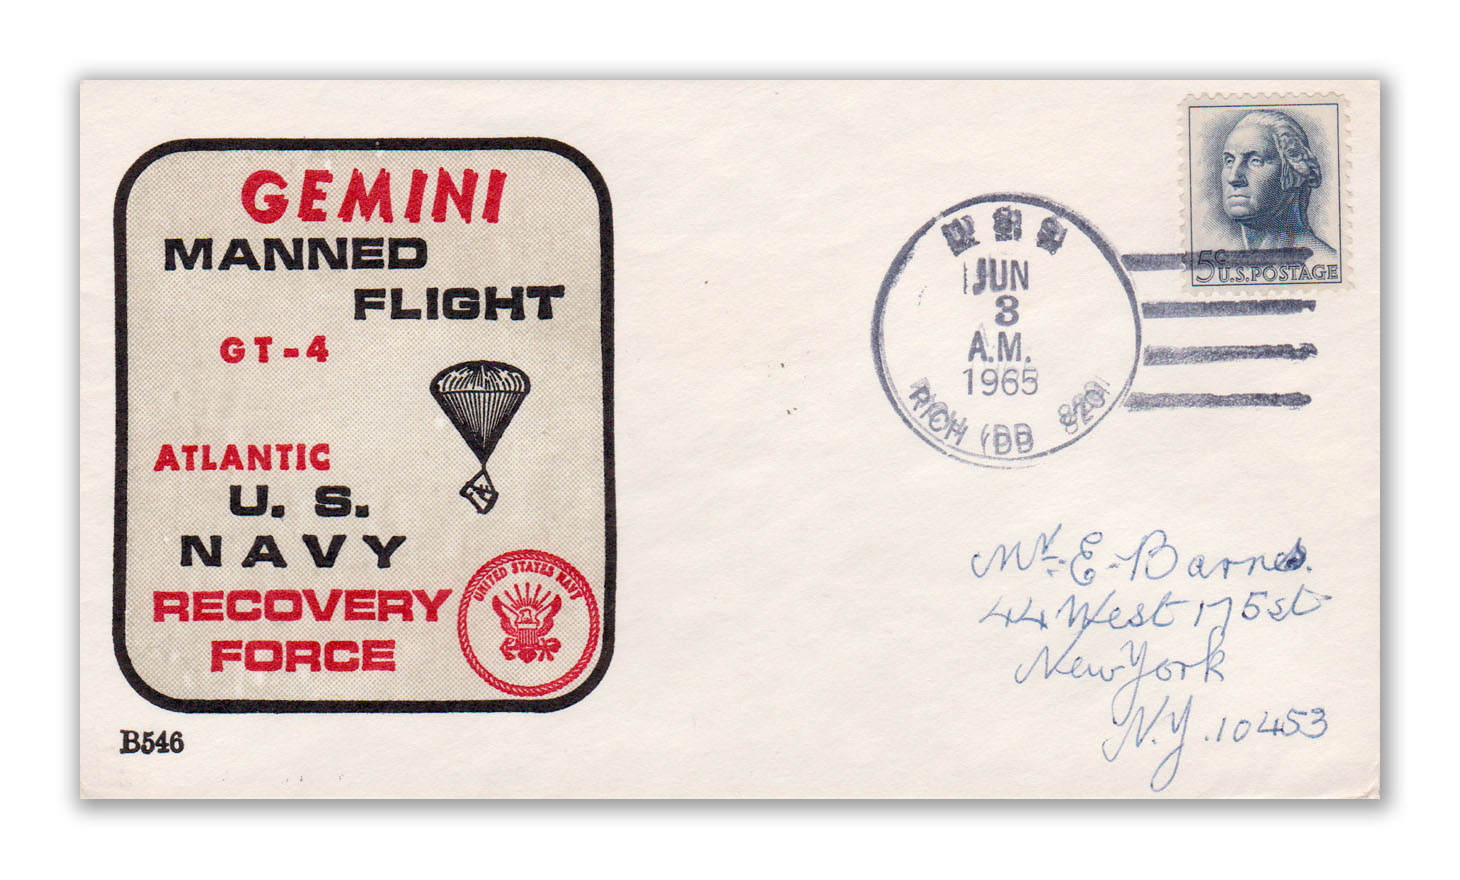 GEMINI
MANNED
FLIGHT
GT-4
ATLANTIC
U. S.
NAVY
RECOVERY
FORCE
UNITED STATES NAVY
B546
USS
JUN
3
A.M.
1965
RICH (DD 820)
5c U.S. POSTAGE
Mr. E. Barnes.
44 West 175 st
New York
N.Y. 10453